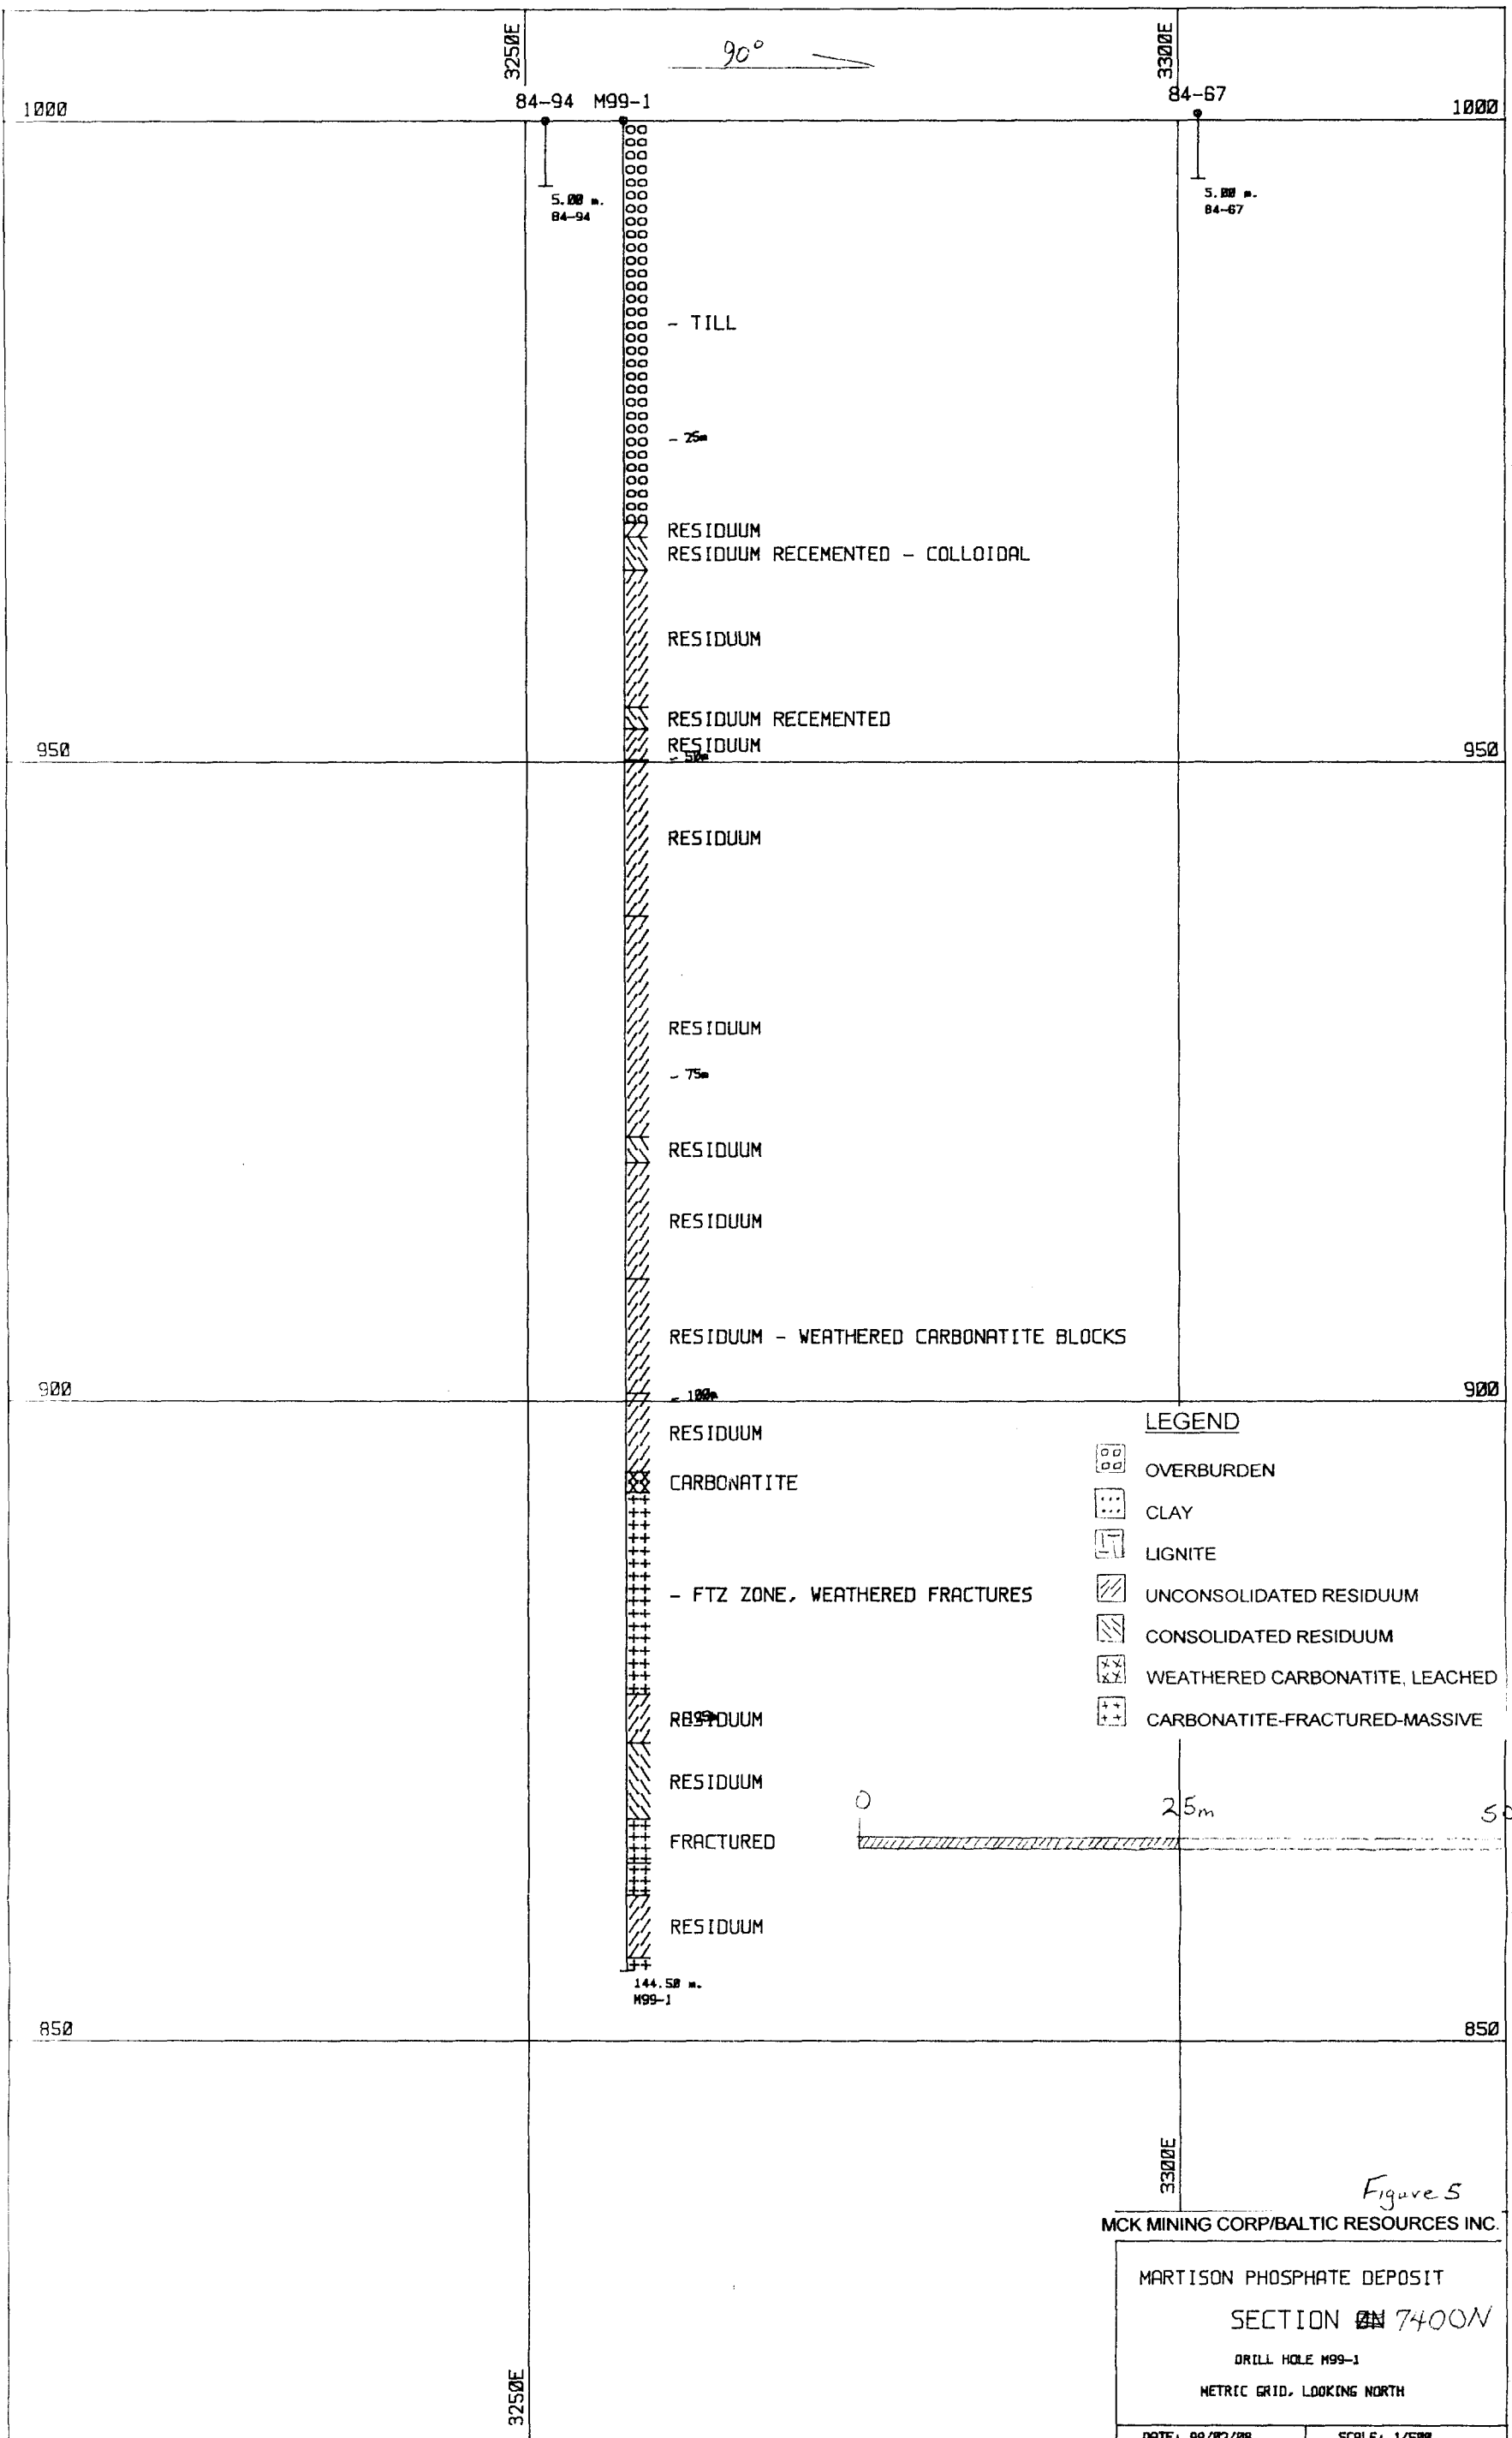 3250E
90°
3300E
84-94 M99-1
84-67
1000
1000
5.00 m.
84-94
5.00 m.
84-67
- TILL
- 25m
RESIDUUM
RESIDUUM RECEMENTED - COLLOIDAL
RESIDUUM
RESIDUUM RECEMENTED
RESIDUUM
950
- 50m
950
RESIDUUM
RESIDUUM
- 75m
RESIDUUM
RESIDUUM
RESIDUUM - WEATHERED CARBONATITE BLOCKS
900
- 100m
900
RESIDUUM
CARBONATITE
- FTZ ZONE, WEATHERED FRACTURES
RESIDUUM
RESIDUUM
FRACTURED
RESIDUUM
144.50 m.
M99-1
LEGEND
OVERBURDEN
CLAY
LIGNITE
UNCONSOLIDATED RESIDUUM
CONSOLIDATED RESIDUUM
WEATHERED CARBONATITE, LEACHED
CARBONATITE-FRACTURED-MASSIVE
0 25m 50
850
850
3300E
Figure 5
MCK MINING CORP/BALTIC RESOURCES INC.
MARTISON PHOSPHATE DEPOSIT
SECTION 7400N
DRILL HOLE M99-1
METRIC GRID, LOOKING NORTH
3250E
SCALE: 1/500